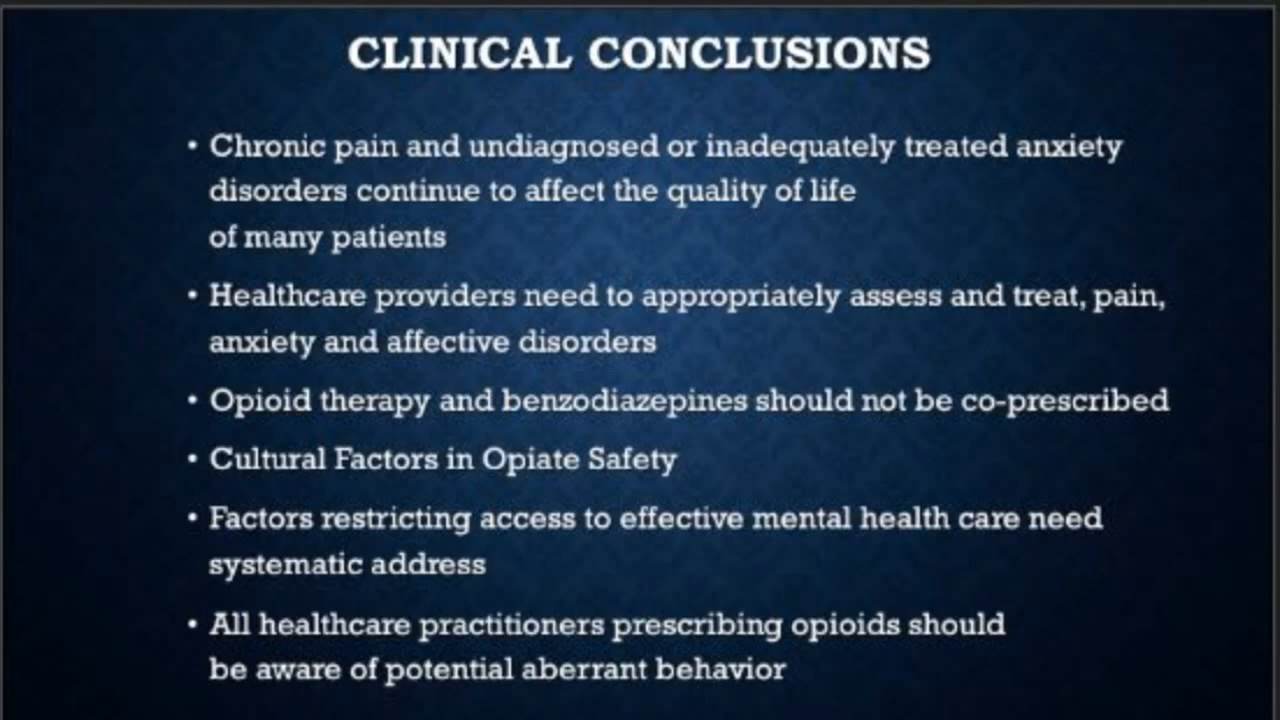 CLINICAL CONCLUSIONS
• Chronic pain and undiagnosed or inadequately treated anxiety
disorders continue to affect the quality of life
of many patients
• Healthcare providers need to appropriately assess and treat, pain,
anxiety and affective disorders
• Opioid therapy and benzodiazepines should not be co-prescribed
• Cultural Factors in Opiate Safety
• Factors restricting access to effective mental health care need
systematic address
• All healthcare practitioners prescribing opioids should
be aware of potential aberrant behavior